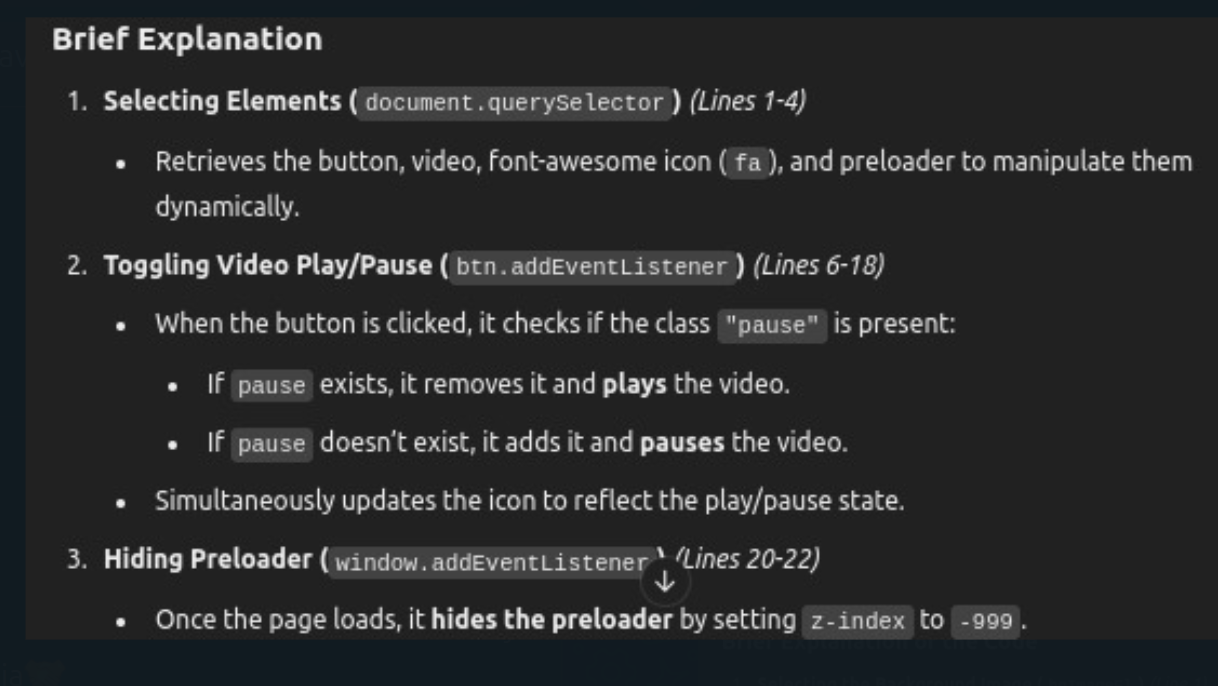 Brief Explanation
1. Selecting Elements ( document.querySelector ) (Lines 1-4)
• Retrieves the button, video, font-awesome icon ( fa ), and preloader to manipulate them
dynamically.
2. Toggling Video Play/Pause ( btn.addEventListener ) (Lines 6-18)
• When the button is clicked, it checks if the class "pause" is present:
• If pause exists, it removes it and plays the video.
• If pause doesn’t exist, it adds it and pauses the video.
• Simultaneously updates the icon to reflect the play/pause state.
3. Hiding Preloader ( window.addEventListener ) (Lines 20-22)
• Once the page loads, it hides the preloader by setting z-index to -999 .